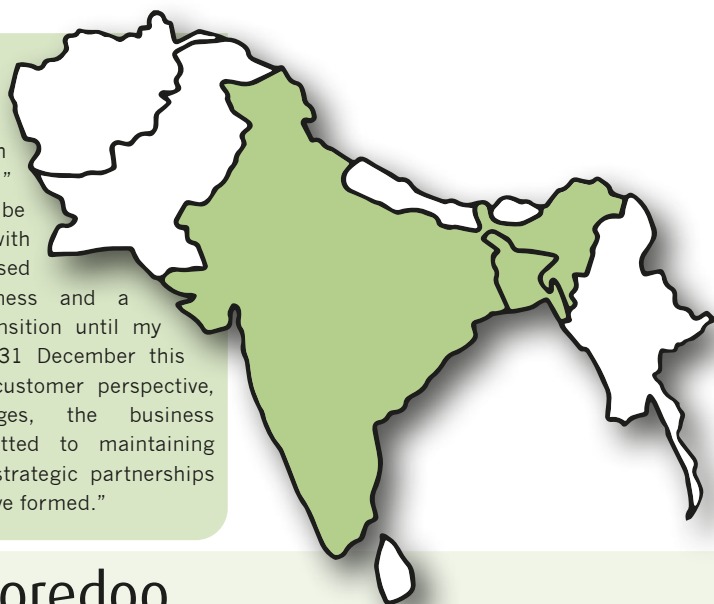 ”
be
with
ness and a
nsition until my
31 December this
customer perspective,
ges, the business
tted to maintaining
strategic partnerships
ve formed.”
oredoo